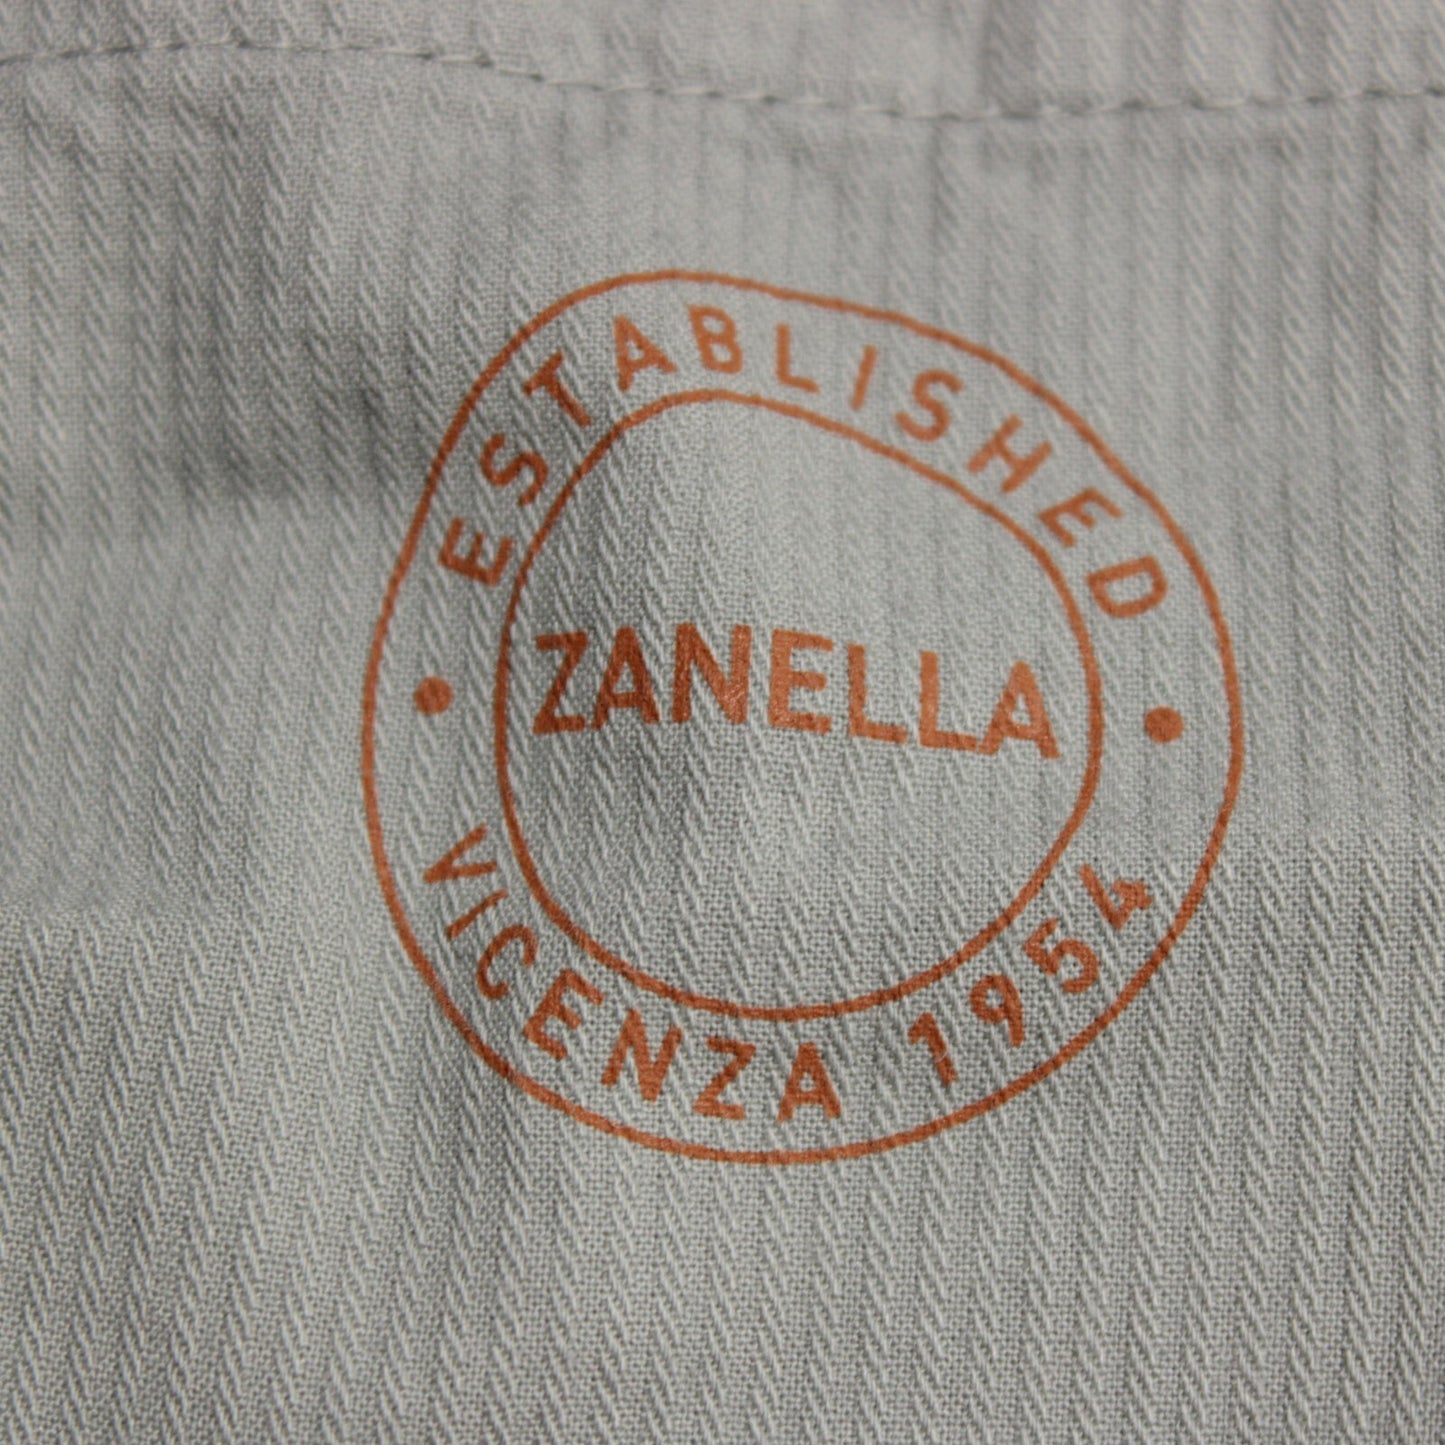 ESTABLISHED
ZANELLA
VICENZA 1954